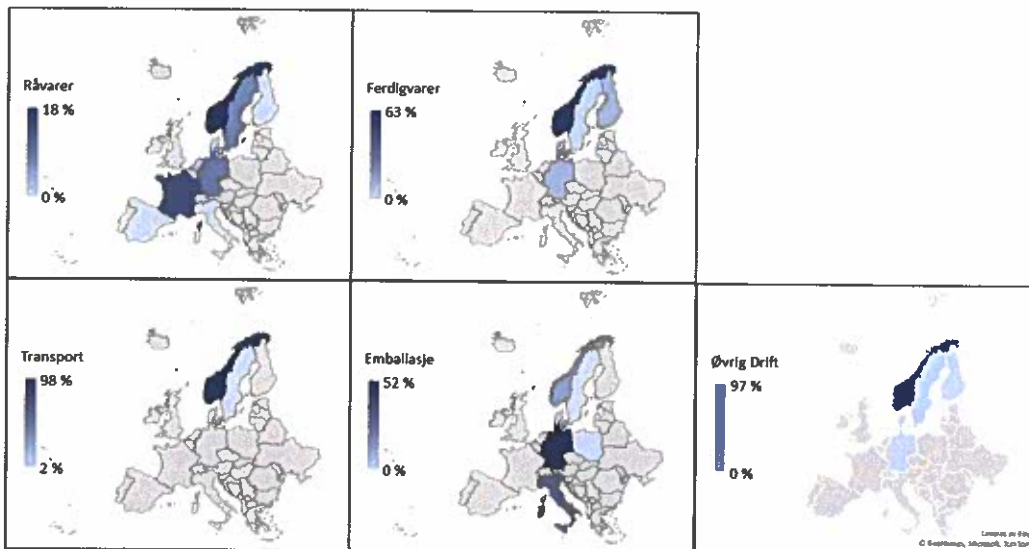 Råvarer
18 %
0 %
Ferdigvarer
63 %
0 %
Transport
98 %
2 %
Emballasje
52 %
0 %
Øvrig Drift
97 %
0 %